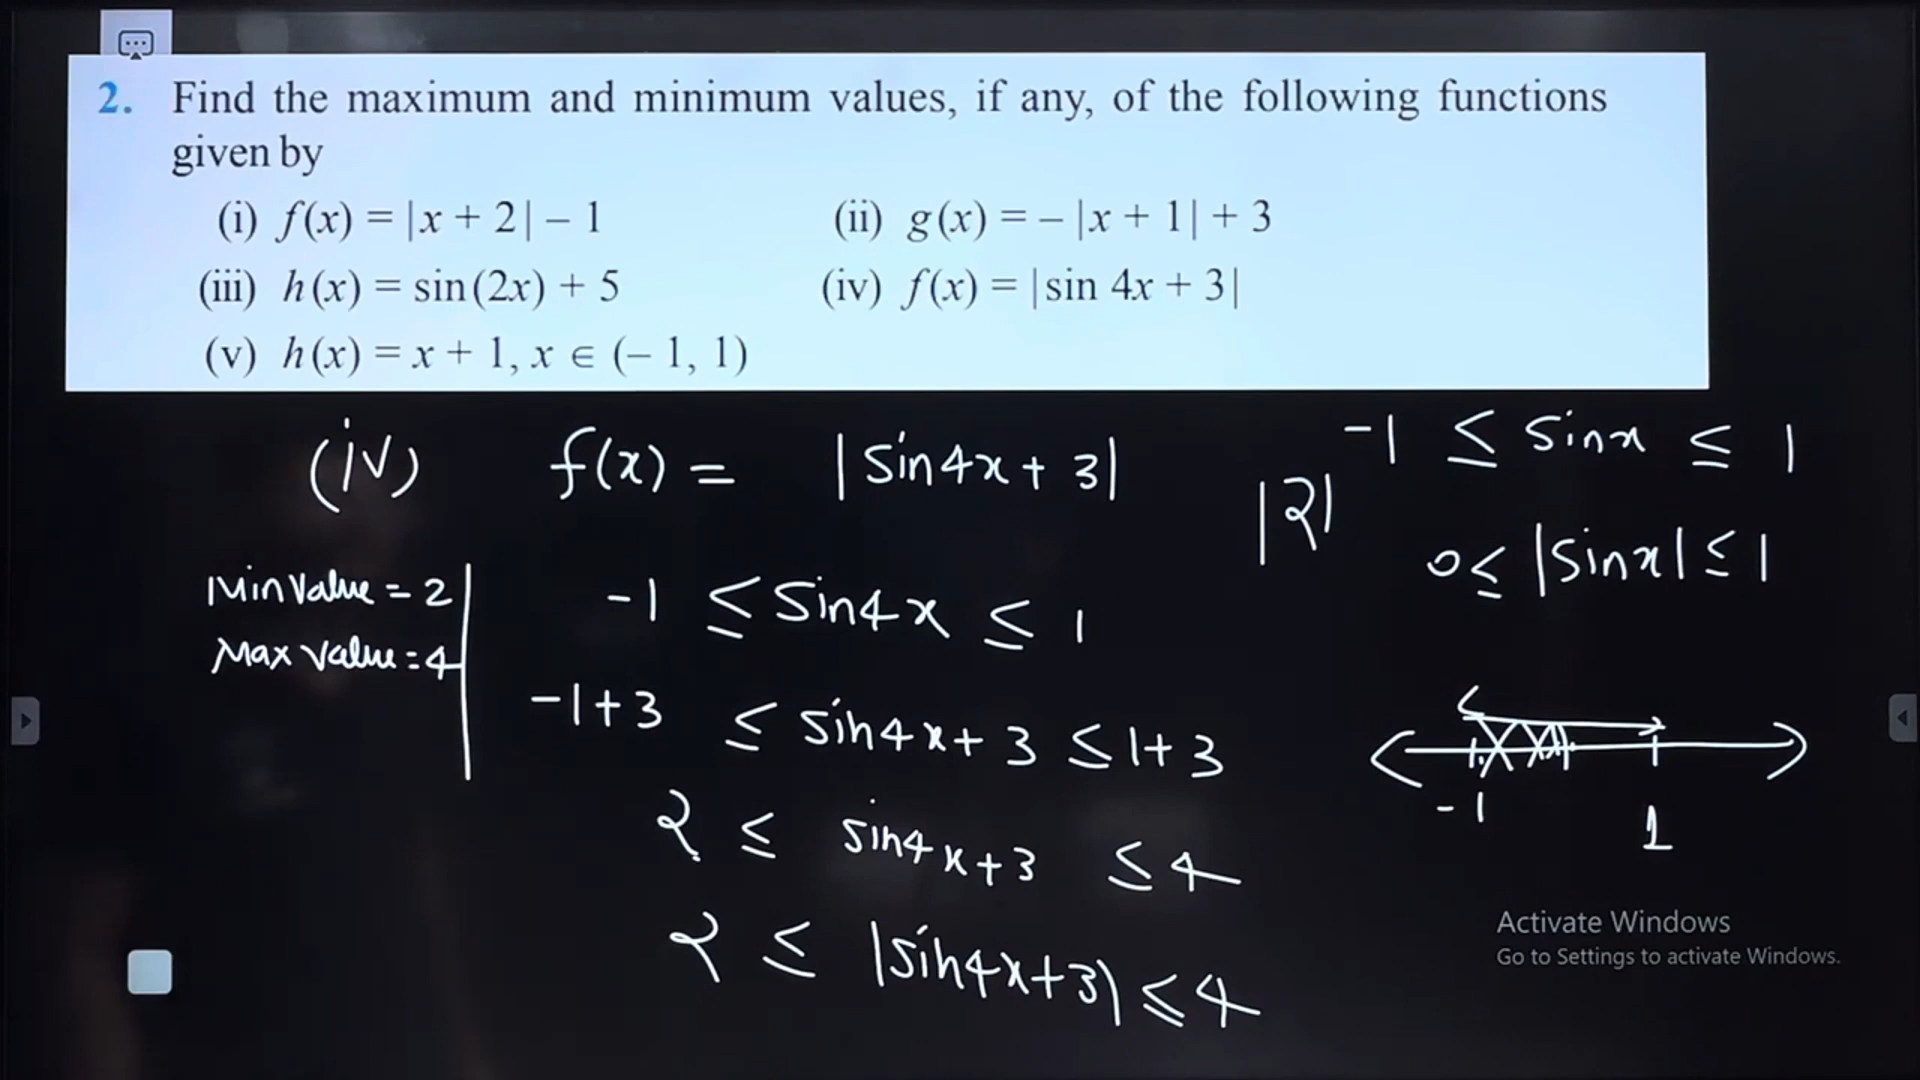 2. Find the maximum and minimum values, if any, of the following functions
given by
(i) f(x) = |x + 2| – 1
(ii) g(x) = – |x + 1| + 3
(iii) h(x) = sin(2x) + 5
(iv) f(x) = |sin 4x + 3|
(v) h(x) = x + 1, x ∈ (– 1, 1)
(iv) f(x) = |sin4x + 3|
-1 ≤ sinx ≤ 1
|2|
0 ≤ |sinx| ≤ 1
Min Value = 2
Max Value = 4
-1 ≤ sin4x ≤ 1
-1+3 ≤ sin4x + 3 ≤ 1+3
2 ≤ sin4x+3 ≤ 4
2 ≤ |sin4x+3| ≤ 4
-1 1
Activate Windows
Go to Settings to activate Windows.